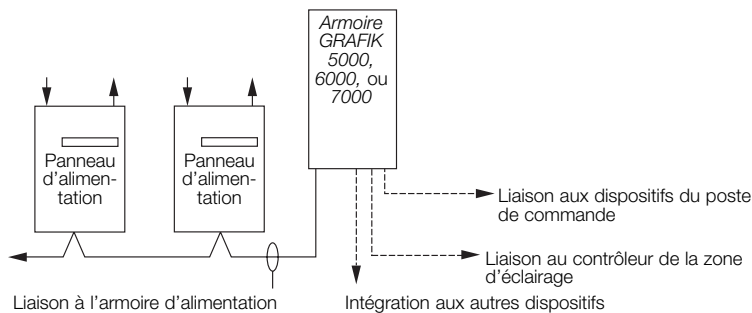 Armoire
GRAFIK
5000,
6000, ou
7000
Panneau
d'alimen-
tation
Panneau
d'alimen-
tation
Liaison aux dispositifs du poste
de commande
Liaison au contrôleur de la zone
d'éclairage
Liaison à l'armoire d'alimentation
Intégration aux autres dispositifs